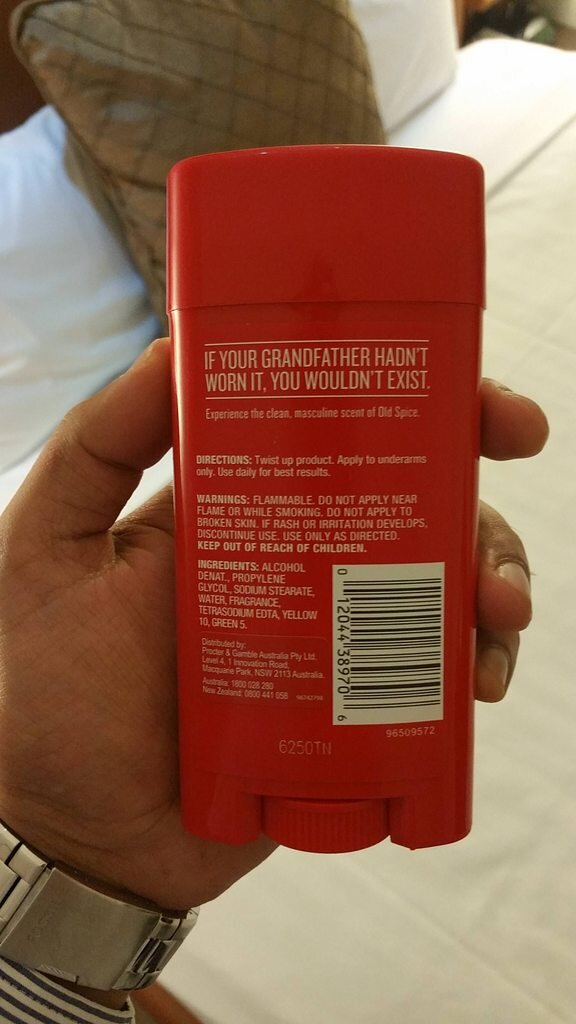 IF YOUR GRANDFATHER HADN'T
WORN IT, YOU WOULDN'T EXIST.
Experience the clean, masculine scent of Old Spice.
DIRECTIONS: Twist up product. Apply to underarms
only. Use daily for best results.
WARNINGS: FLAMMABLE. DO NOT APPLY NEAR
FLAME OR WHILE SMOKING. DO NOT APPLY TO
BROKEN SKIN. IF RASH OR IRRITATION DEVELOPS,
DISCONTINUE USE. USE ONLY AS DIRECTED.
KEEP OUT OF REACH OF CHILDREN.
INGREDIENTS: ALCOHOL
DENAT., PROPYLENE
GLYCOL, SODIUM STEARATE,
WATER, FRAGRANCE,
TETRASODIUM EDTA, YELLOW
10, GREEN 5.
Distributed by:
Procter & Gamble Australia Pty Ltd.
Level 4, 1 Innovation Road,
Macquarie Park, NSW 2113 Australia.
Australia: 1800 028 280
New Zealand: 0800 441 058
96742798
0 12044 38970 6
96509572
6250TN